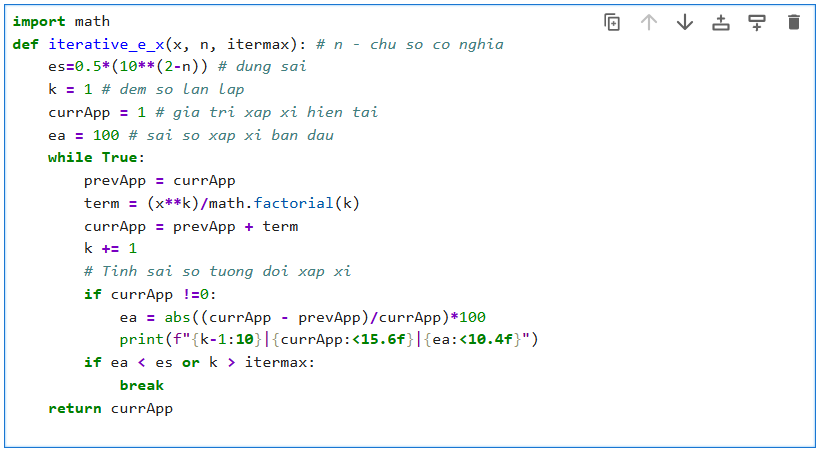 import math
def iterative_e_x(x, n, itermax): # n - chu so co nghia
    es=0.5*(10**(2-n)) # dung sai
    k = 1 # dem so lan lap
    currApp = 1 # gia tri xap xi hien tai
    ea = 100 # sai so xap xi ban dau
    while True:
        prevApp = currApp
        term = (x**k)/math.factorial(k)
        currApp = prevApp + term
        k += 1
        # Tinh sai so tuong doi xap xi
        if currApp !=0:
            ea = abs((currApp - prevApp)/currApp)*100
            print(f"{k-1:10}|{currApp:<15.6f}|{ea:<10.4f}")
        if ea < es or k > itermax:
            break
    return currApp